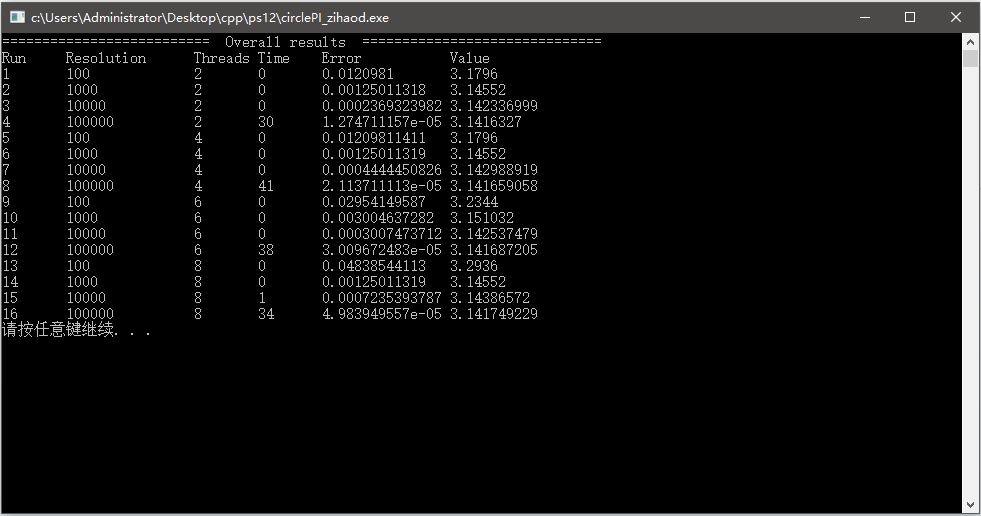 c:\Users\Administrator\Desktop\cpp\ps12\circlePI_zihaod.exe
========================== Overall results ==============================
Run Resolution Threads Time Error Value
1 100 2 0 0.0120981 3.1796
2 1000 2 0 0.00125011318 3.14552
3 10000 2 0 0.0002369323982 3.142336999
4 100000 2 30 1.274711157e-05 3.1416327
5 100 4 0 0.01209811411 3.1796
6 1000 4 0 0.00125011319 3.14552
7 10000 4 0 0.0004444450826 3.142988919
8 100000 4 41 2.113711113e-05 3.141659058
9 100 6 0 0.02954149587 3.2344
10 1000 6 0 0.003004637282 3.151032
11 10000 6 0 0.0003007473712 3.142537479
12 100000 6 38 3.009672483e-05 3.141687205
13 100 8 0 0.04838544113 3.2936
14 1000 8 0 0.00125011319 3.14552
15 10000 8 1 0.0007235393787 3.14386572
16 100000 8 34 4.983949557e-05 3.141749229
请按任意键继续. . .